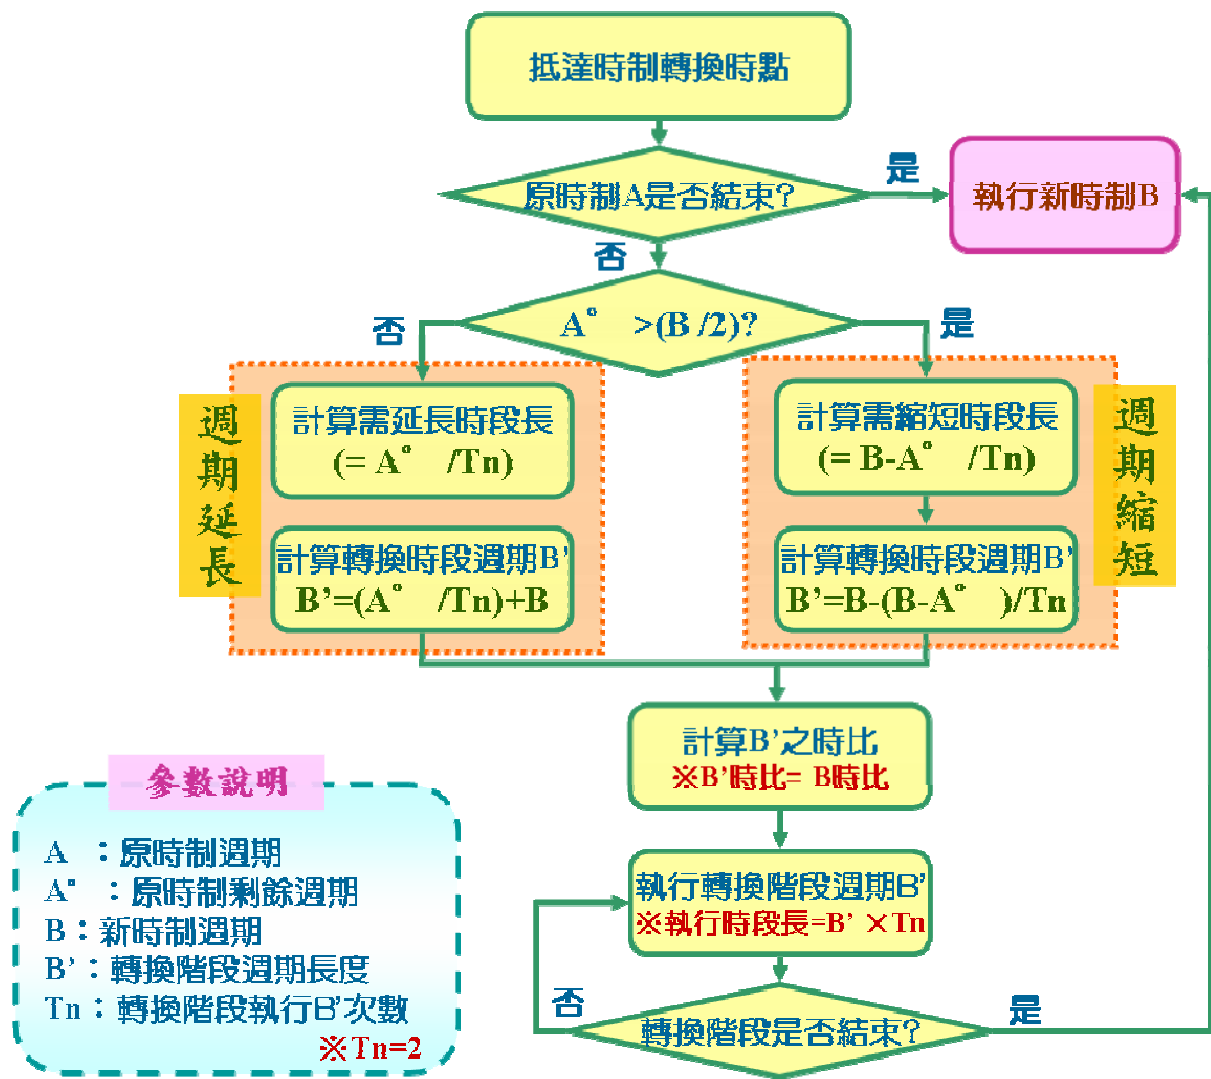 抵達時制轉換時點
原時制A是否結束?
是
執行新時制B
否
A° >(B /2)?
否
是
週期延長
計算需延長時段長
(= A° /Tn)
計算轉換時段週期B'
B’=(A° /Tn)+B
計算需縮短時段長
(= B-A° /Tn)
計算轉換時段週期B'
B’=B-(B-A° )/Tn
週期縮短
計算B’之時比
※B’時比= B時比
執行轉換階段週期B'
※執行時段長=B’ ×Tn
轉換階段是否結束?
否
是
參數說明
A ：原時制週期
A° ：原時制剩餘週期
B：新時制週期
B’：轉換階段週期長度
Tn：轉換階段執行B'次數
※Tn=2